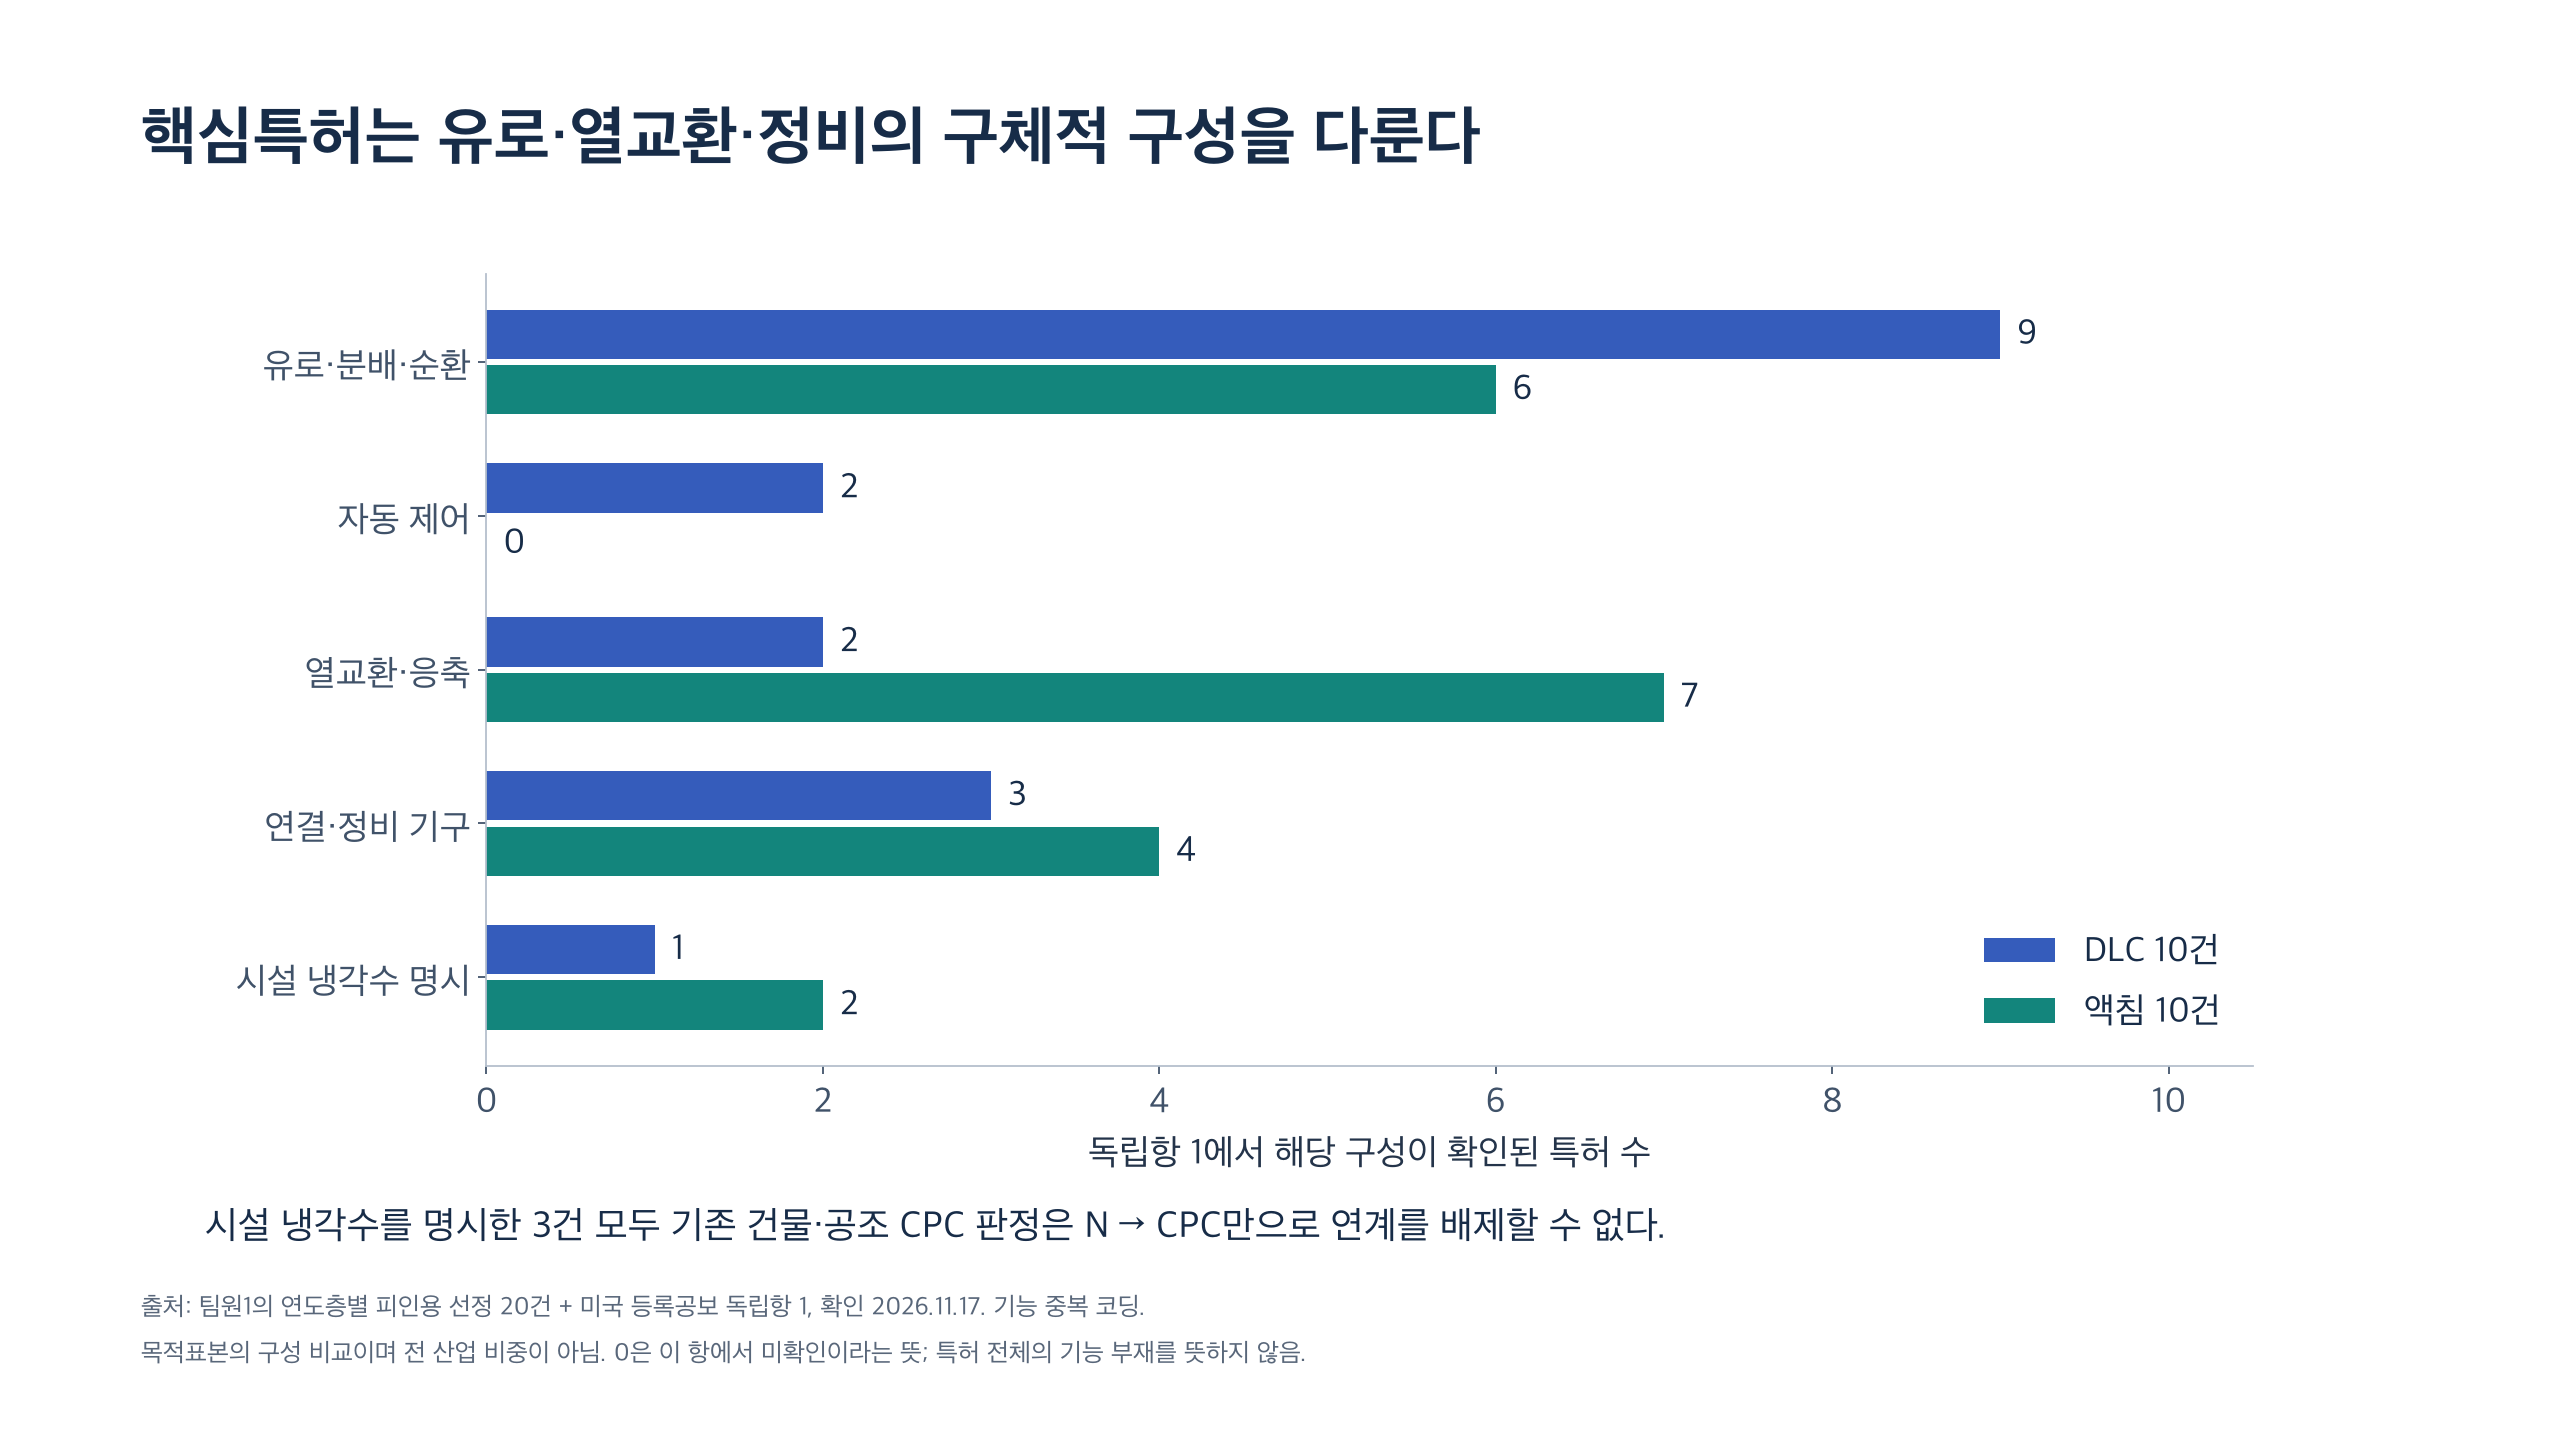 핵심특허는 유로·열교환·정비의 구체적 구성을 다룬다
유로·분배·순환
9
6
자동 제어
2
0
열교환·응축
2
7
연결·정비 기구
3
4
시설 냉각수 명시
1
2
DLC 10건
액침 10건
0 2 4 6 8 10
독립항 1에서 해당 구성이 확인된 특허 수
시설 냉각수를 명시한 3건 모두 기존 건물·공조 CPC 판정은 N → CPC만으로 연계를 배제할 수 없다.
출처: 팀원1의 연도층별 피인용 선정 20건 + 미국 등록공보 독립항 1, 확인 2026.11.17. 기능 중복 코딩.
목적표본의 구성 비교이며 전 산업 비중이 아님. 0은 이 항에서 미확인이라는 뜻; 특허 전체의 기능 부재를 뜻하지 않음.